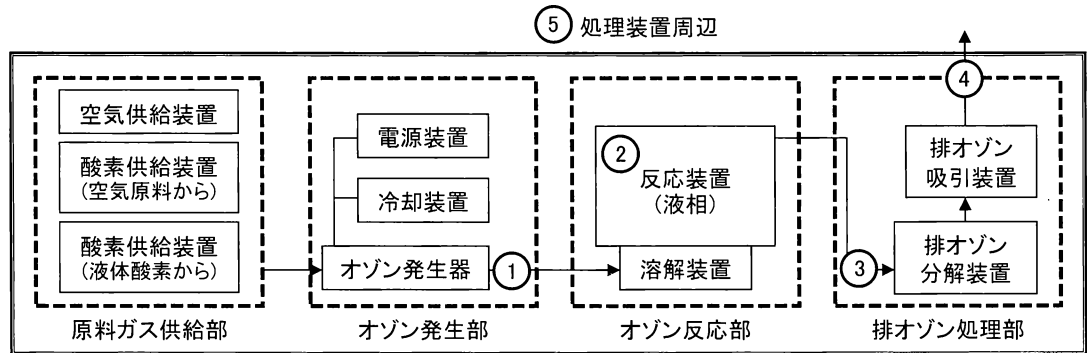 ⑤ 処理装置周辺
空気供給装置
酸素供給装置
(空気原料から)
酸素供給装置
(液体酸素から)
原料ガス供給部
電源装置
冷却装置
オゾン発生器
①
オゾン発生部
②
反応装置
(液相)
溶解装置
オゾン反応部
④
排オゾン
吸引装置
③
排オゾン
分解装置
排オゾン処理部